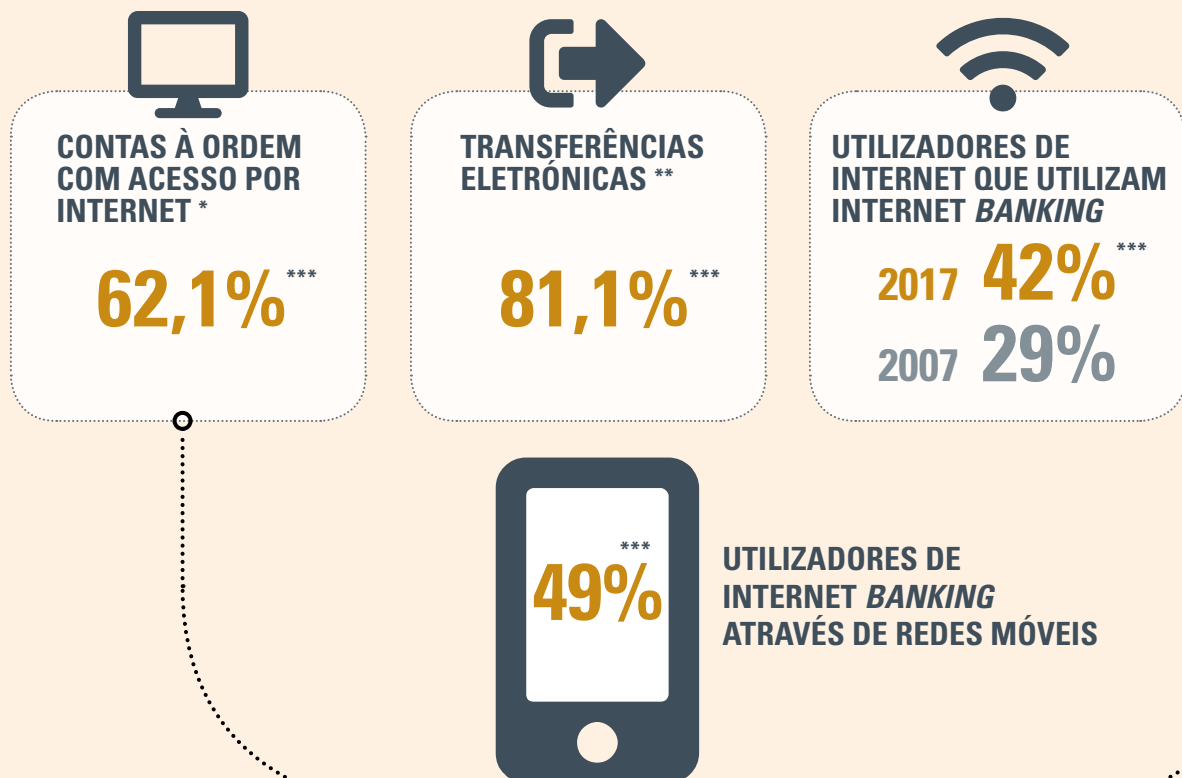 CONTAS À ORDEM
COM ACESSO POR
INTERNET *
62,1% ***
TRANSFERÊNCIAS
ELETRÓNICAS **
81,1% ***
UTILIZADORES DE
INTERNET QUE UTILIZAM
INTERNET BANKING
2017 42% ***
2007 29%
***
49%
UTILIZADORES DE
INTERNET BANKING
ATRAVÉS DE REDES MÓVEIS